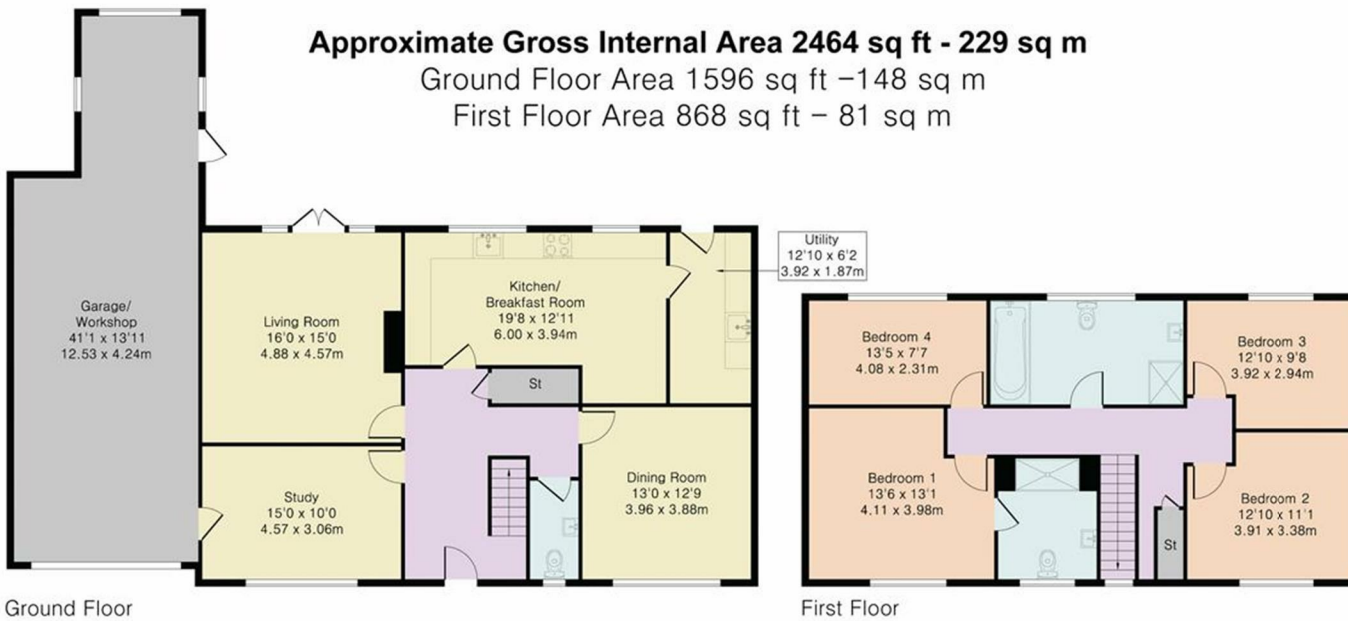 Approximate Gross Internal Area 2464 sq ft - 229 sq m
Ground Floor Area 1596 sq ft –148 sq m
First Floor Area 868 sq ft – 81 sq m
Utility
12'10 x 6'2
3.92 x 1.87m
Garage/
Workshop
41'1 x 13'11
12.53 x 4.24m
Living Room
16'0 x 15'0
4.88 x 4.57m
Kitchen/
Breakfast Room
19'8 x 12'11
6.00 x 3.94m
St
Study
15'0 x 10'0
4.57 x 3.06m
Dining Room
13'0 x 12'9
3.96 x 3.88m
Ground Floor
Bedroom 4
13'5 x 7'7
4.08 x 2.31m
Bedroom 3
12'10 x 9'8
3.92 x 2.94m
Bedroom 1
13'6 x 13'1
4.11 x 3.98m
Bedroom 2
12'10 x 11'1
3.91 x 3.38m
St
First Floor